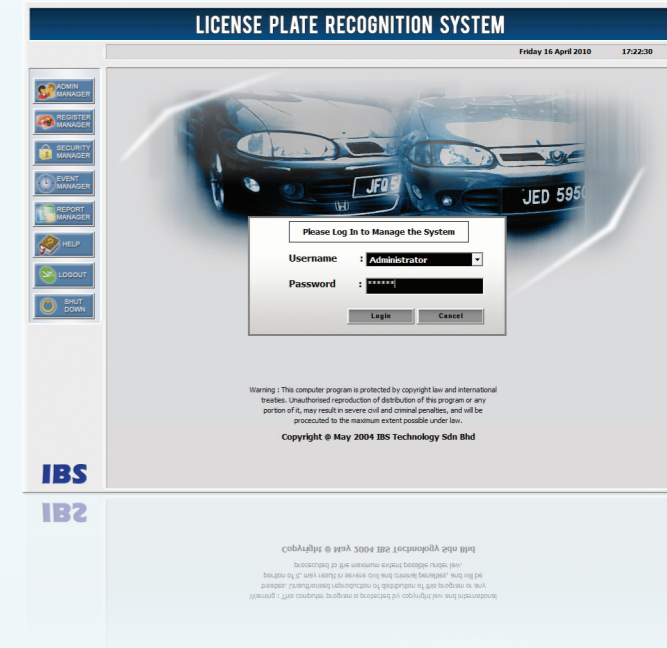 LICENSE PLATE RECOGNITION SYSTEM
Friday 16 April 2010 17:22:30
ADMIN
MANAGER
REGISTER
MANAGER
SECURITY
MANAGER
EVENT
MANAGER
REPORT
MANAGER
HELP
LOGOUT
SHUT
DOWN
JFQ 5
JED 5950
Please Log In to Manage the System
Username : Administrator
Password : ******
Login Cancel
Warning : This computer program is protected by copyright law and international
treaties. Unauthorised reproduction of distribution of this program or any
portion of it, may result in severe civil and criminal penalties, and will be
procecuted to the maximum extent possible under law.
Copyright @ May 2004 IBS Technology Sdn Bhd
IBS